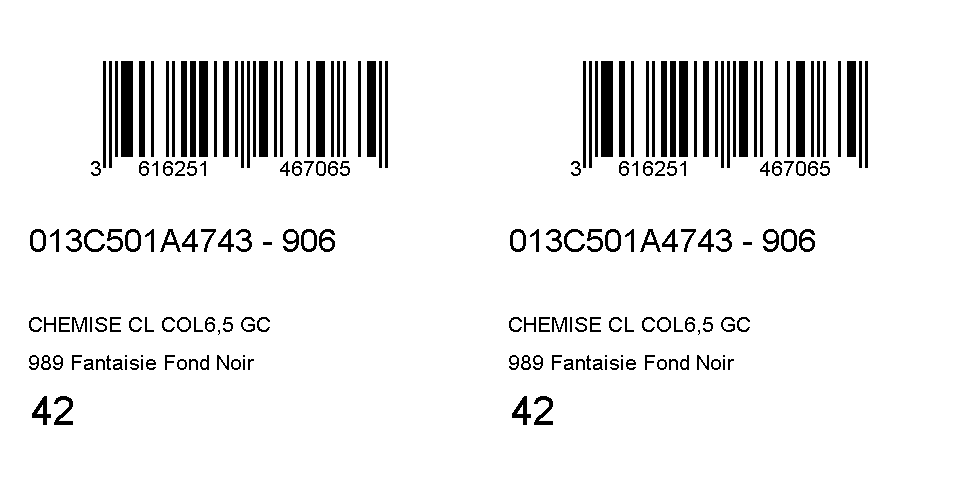 3 616251 467065
013C501A4743 - 906
CHEMISE CL COL6,5 GC
989 Fantaisie Fond Noir
42
3 616251 467065
013C501A4743 - 906
CHEMISE CL COL6,5 GC
989 Fantaisie Fond Noir
42